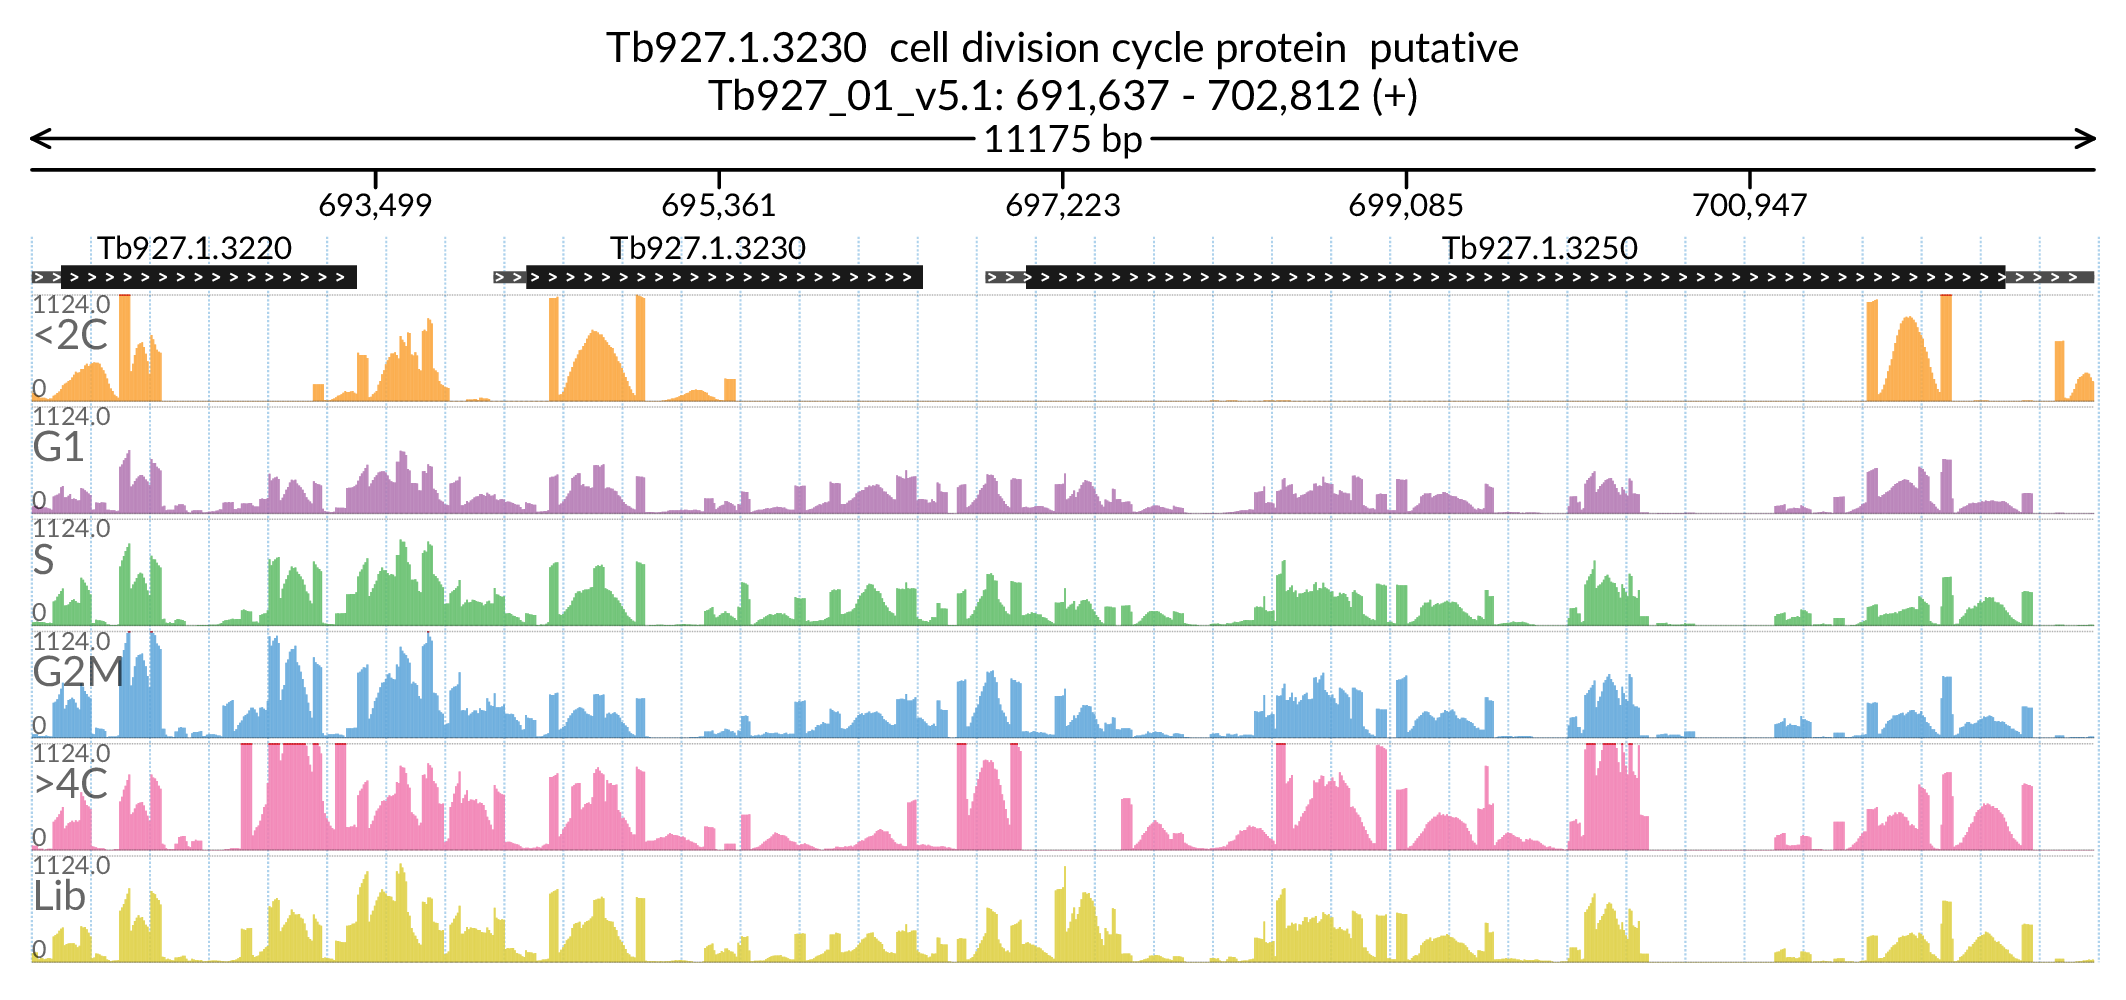 Tb927.1.3230  cell division cycle protein  putative
Tb927_01_v5.1: 691,637 - 702,812 (+)
11175 bp
693,499 695,361 697,223 699,085 700,947
Tb927.1.3220 Tb927.1.3230 Tb927.1.3250
1124.0
<2C
0
1124.0
G1
0
1124.0
S
0
1124.0
G2M
0
1124.0
>4C
0
1124.0
Lib
0